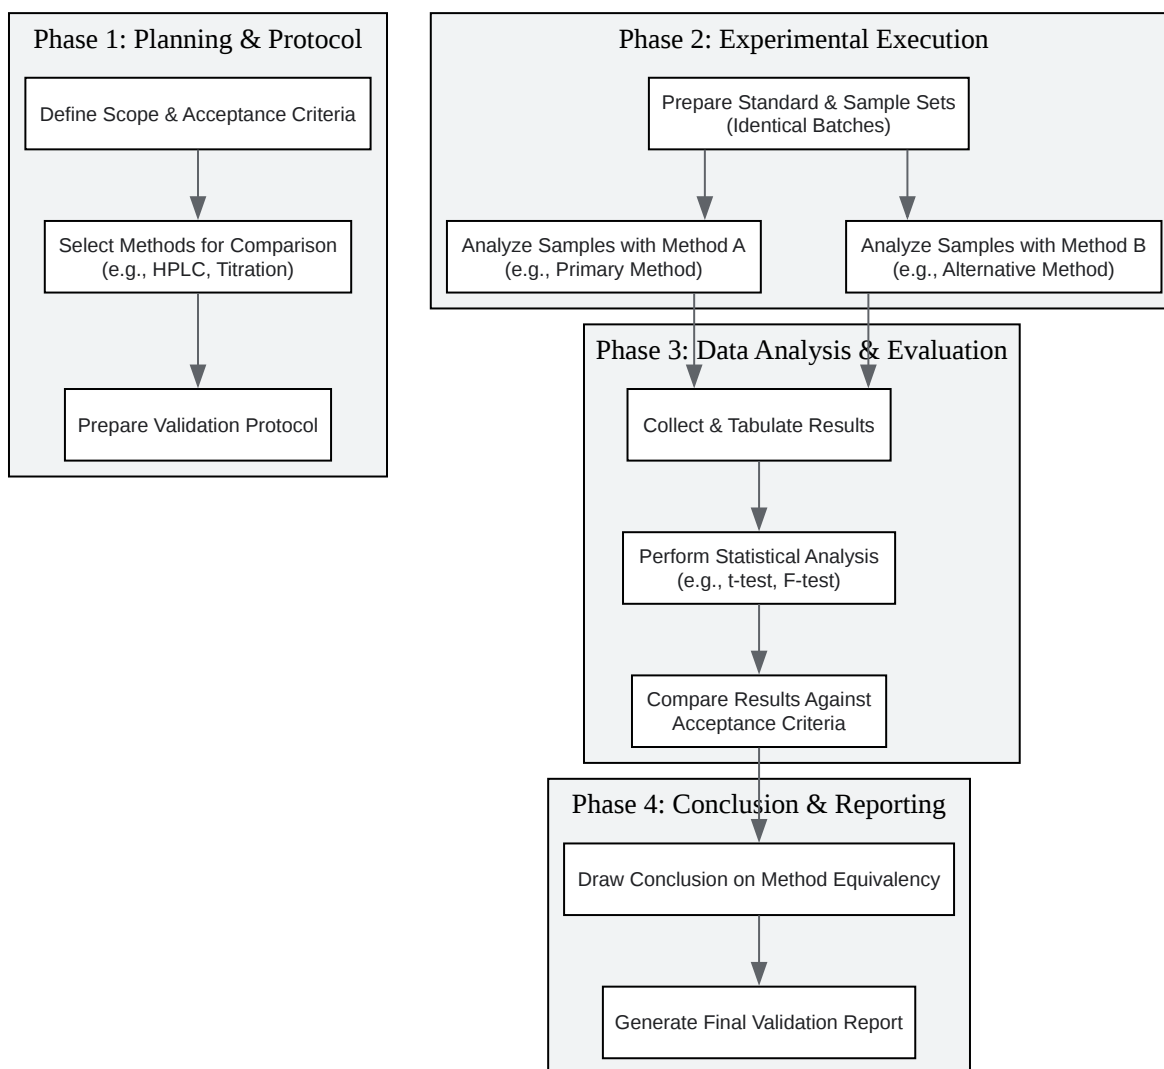 Phase 1: Planning & Protocol
Define Scope & Acceptance Criteria
Select Methods for Comparison
(e.g., HPLC, Titration)
Prepare Validation Protocol
Phase 2: Experimental Execution
Prepare Standard & Sample Sets
(Identical Batches)
Analyze Samples with Method A
(e.g., Primary Method)
Analyze Samples with Method B
(e.g., Alternative Method)
Phase 3: Data Analysis & Evaluation
Collect & Tabulate Results
Perform Statistical Analysis
(e.g., t-test, F-test)
Compare Results Against
Acceptance Criteria
Phase 4: Conclusion & Reporting
Draw Conclusion on Method Equivalency
Generate Final Validation Report